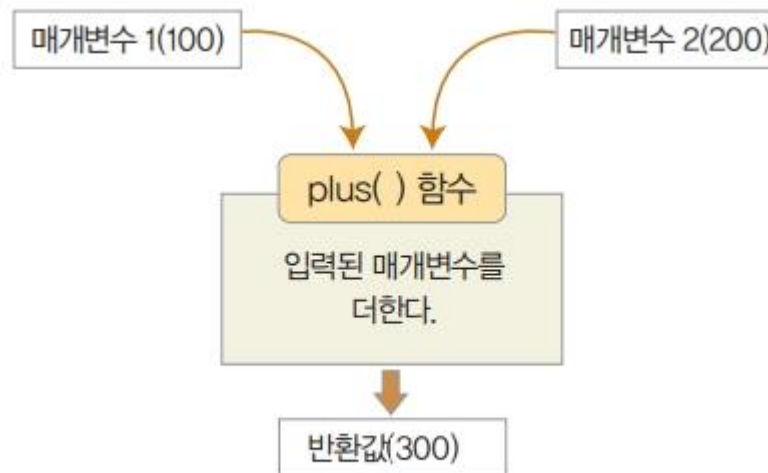 매개변수 1(100)
매개변수 2(200)
plus( ) 함수
입력된 매개변수를
더한다.
반환값(300)